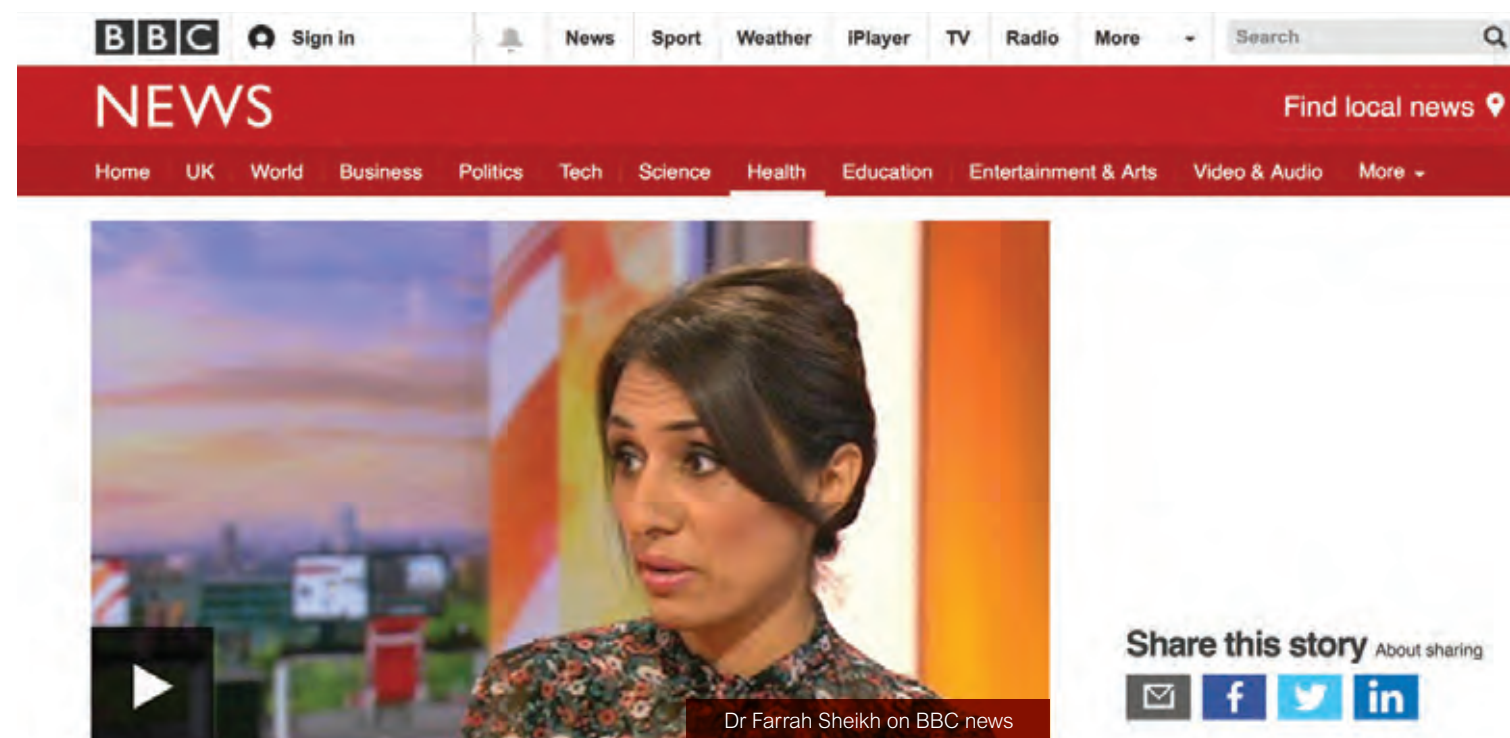 BBC Sign in News Sport Weather iPlayer TV Radio More Search
NEWS Find local news
Home UK World Business Politics Tech Science Health Education Entertainment & Arts Video & Audio More
Share this story About sharing
f in
Dr Farrah Sheikh on BBC news